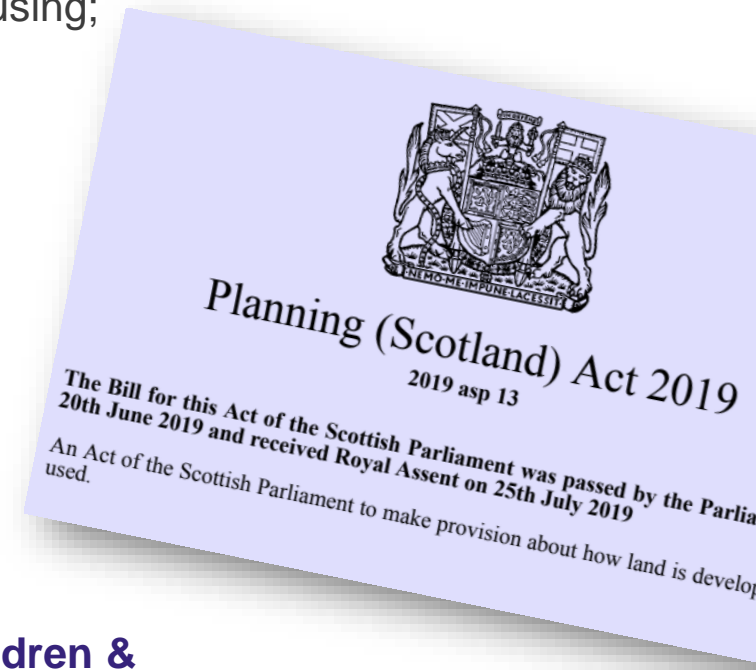 using;
IN DEFENS
NEMO·ME·IMPUNE·LACESSIT
Planning (Scotland) Act 2019
2019 asp 13
The Bill for this Act of the Scottish Parliament was passed by the Parlia
20th June 2019 and received Royal Assent on 25th July 2019
An Act of the Scottish Parliament to make provision about how land is develop
used.
dren &